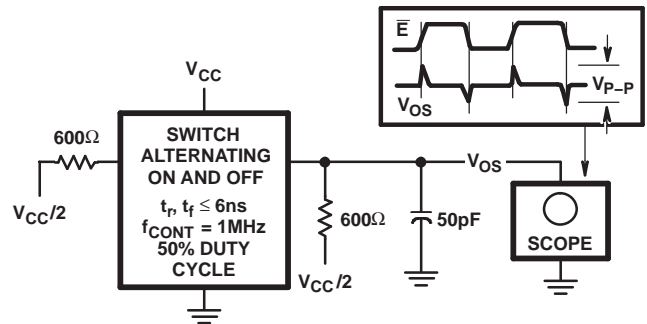 E̅
V_OS
V_P–P
V_CC
600Ω
V_CC/2
SWITCH
ALTERNATING
ON AND OFF
t_r, t_f ≤ 6ns
f_CONT = 1MHz
50% DUTY
CYCLE
600Ω
V_CC/2
50pF
V_OS
SCOPE